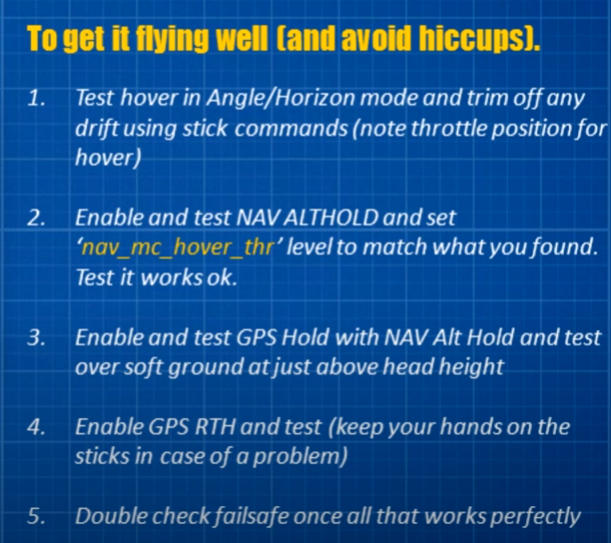 To get it flying well (and avoid hiccups).
1. Test hover in Angle/Horizon mode and trim off any
drift using stick commands (note throttle position for
hover)
2. Enable and test NAV ALTHOLD and set
‘nav_mc_hover_thr’ level to match what you found.
Test it works ok.
3. Enable and test GPS Hold with NAV Alt Hold and test
over soft ground at just above head height
4. Enable GPS RTH and test (keep your hands on the
sticks in case of a problem)
5. Double check failsafe once all that works perfectly